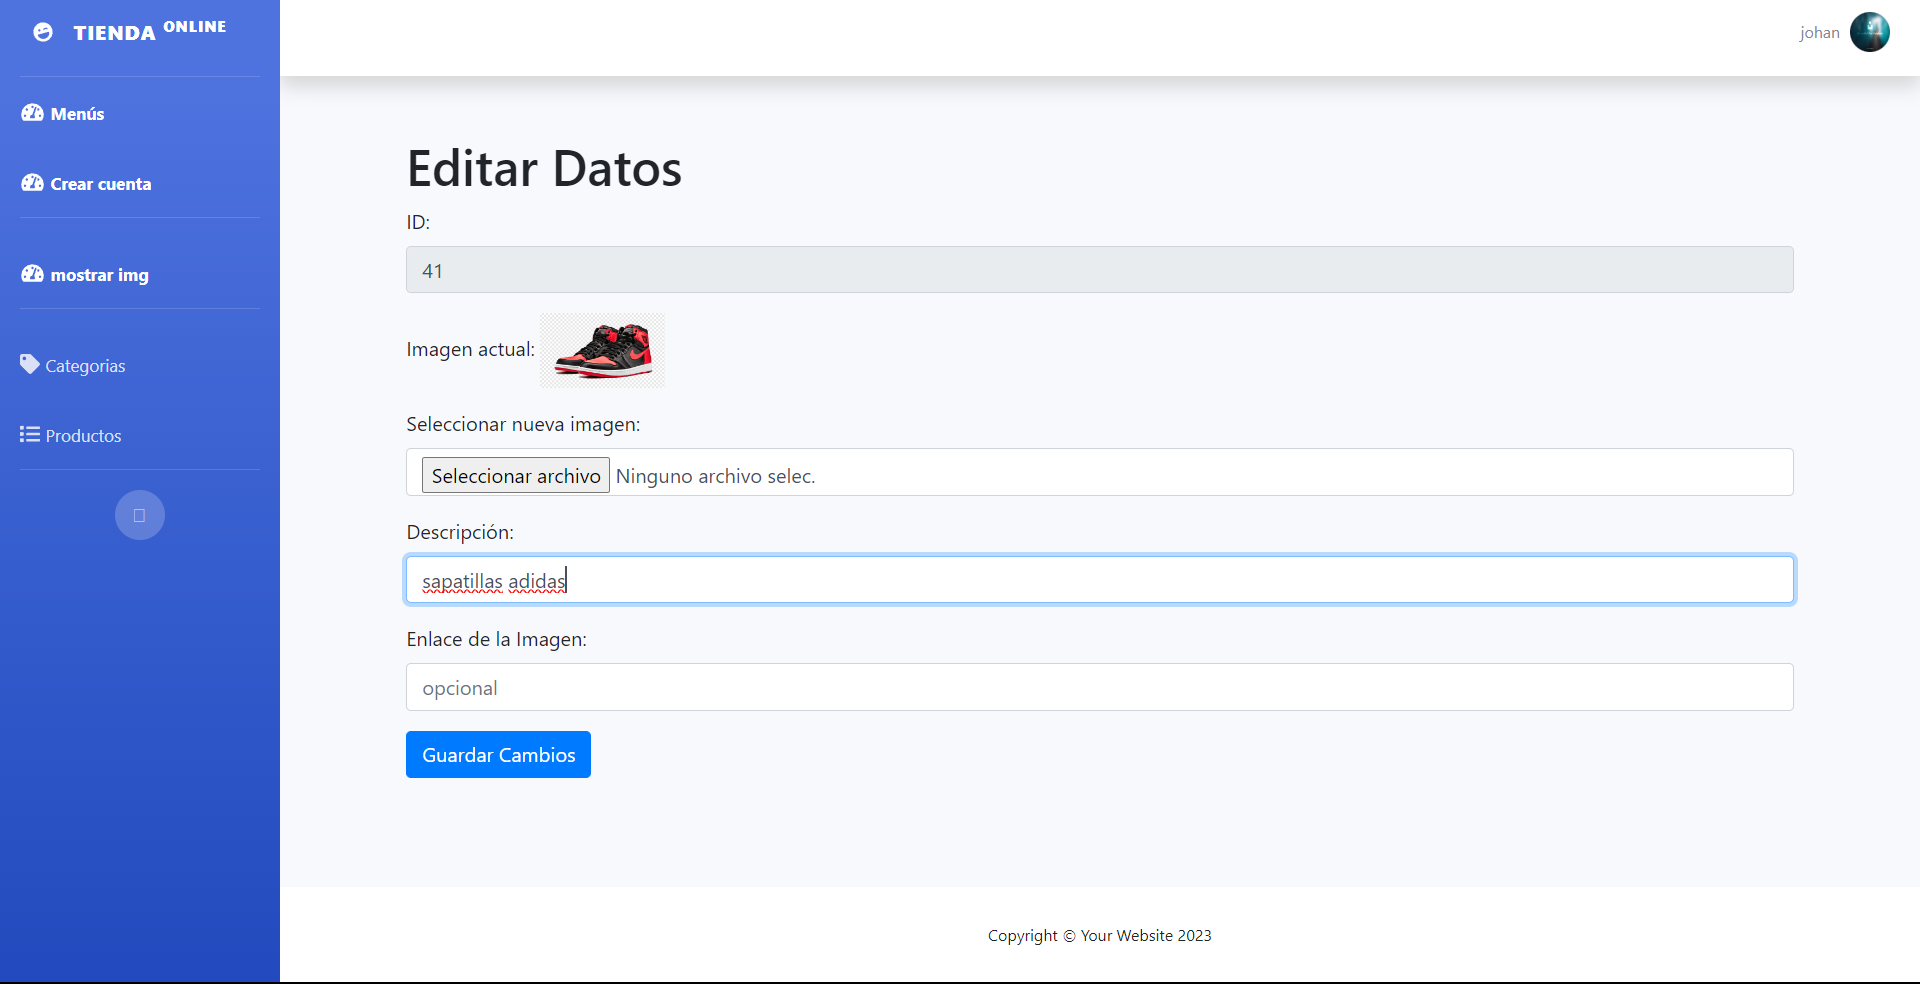 TIENDA ONLINE
johan
Menús
Crear cuenta
mostrar img
Categorias
Productos
Editar Datos
ID:
41
Imagen actual:
Seleccionar nueva imagen:
Seleccionar archivo Ninguno archivo selec.
Descripción:
sapatillas adidas
Enlace de la Imagen:
opcional
Guardar Cambios
Copyright © Your Website 2023